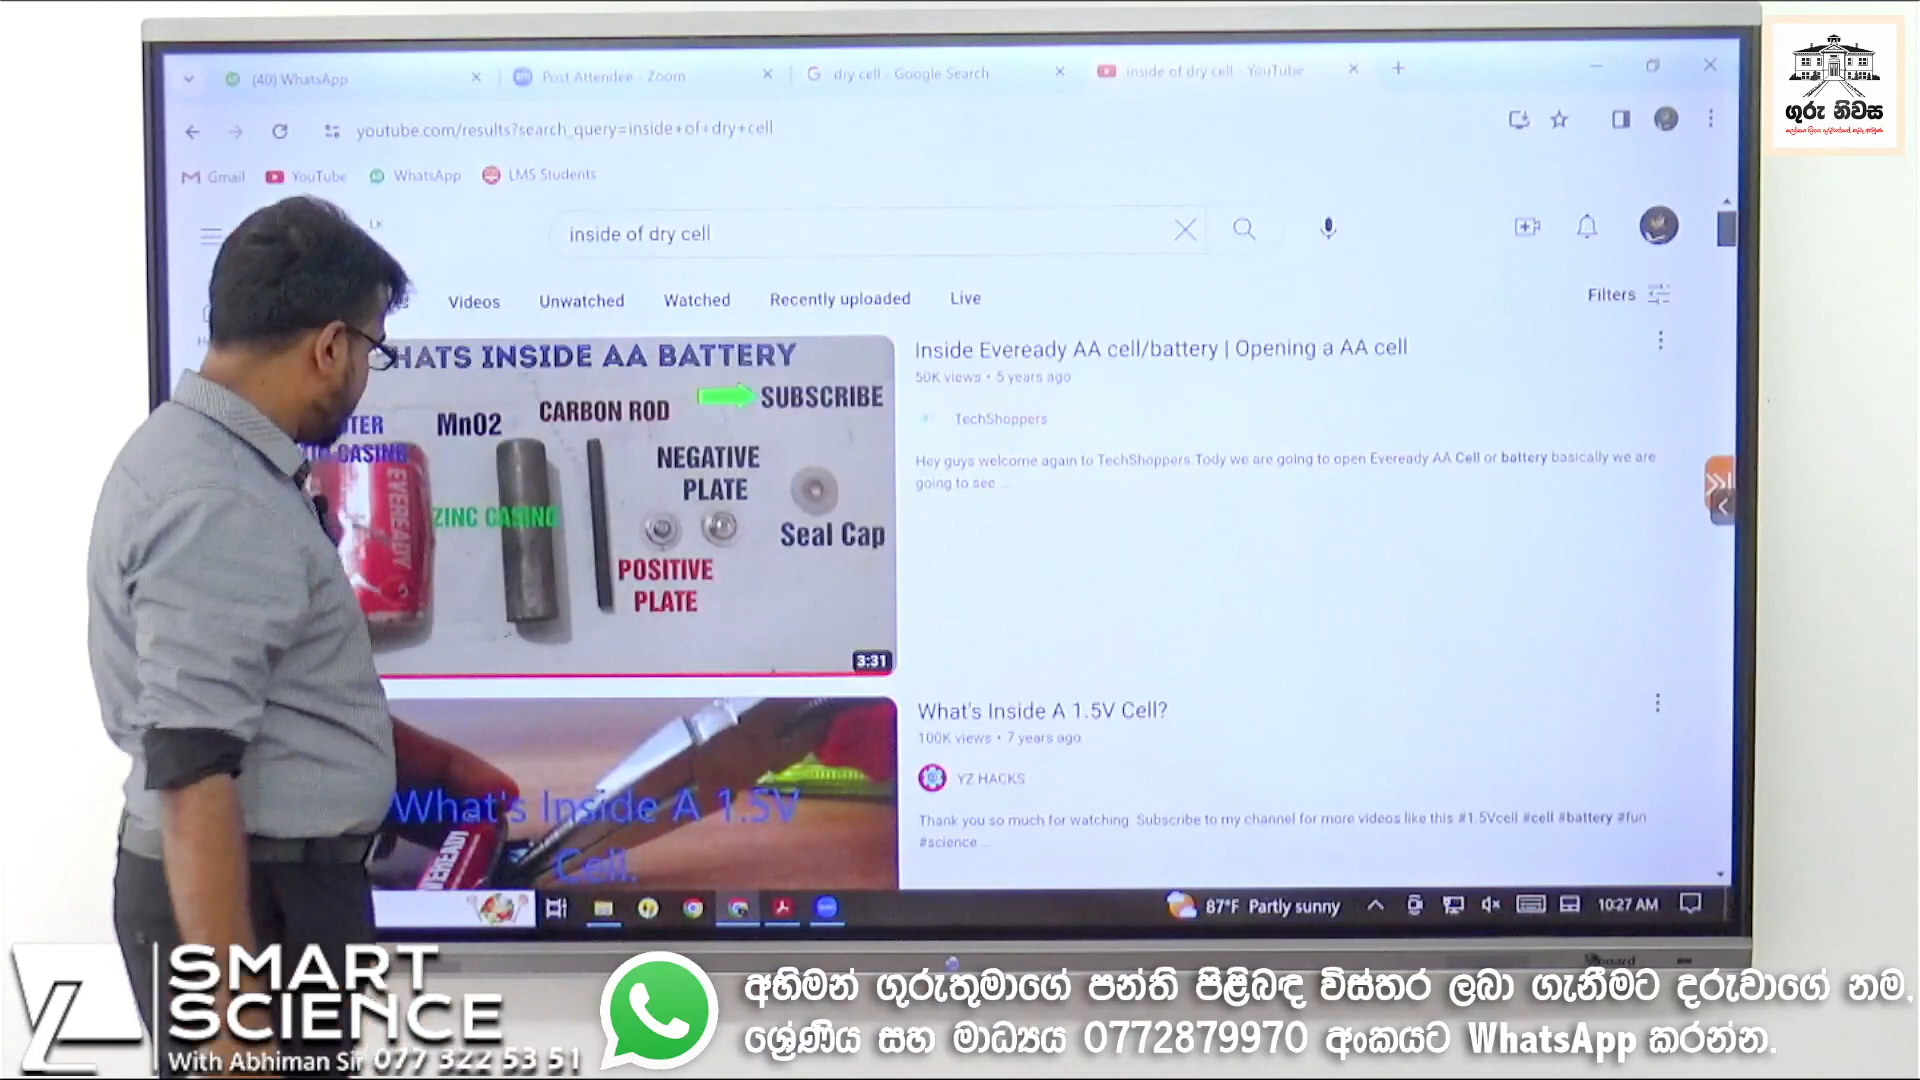 (40) WhatsApp
Post Attendee - Zoom
dry cell - Google Search
inside of dry cell - YouTube
youtube.com/results?search_query=inside+of+dry+cell
Gmail
YouTube
WhatsApp
LMS Students
ගුරු නිවස
LK
inside of dry cell
Videos
Unwatched
Watched
Recently uploaded
Live
Filters
HATS INSIDE AA BATTERY
SUBSCRIBE
CARBON ROD
MnO2
TER
CASING
NEGATIVE
PLATE
EVEREADY
ZINC CASING
Seal Cap
POSITIVE
PLATE
3:31
Inside Eveready AA cell/battery | Opening a AA cell
50K views • 5 years ago
TechShoppers
Hey guys welcome again to TechShoppers Tody we are going to open Eveready AA Cell or battery basically we are
going to see ...
What's Inside A 1.5V
Cell.
What's Inside A 1.5V Cell?
100K views • 7 years ago
YZ HACKS
Thank you so much for watching. Subscribe to my channel for more videos like this #1.5Vcell #cell #battery #fun
#science ...
87°F Partly sunny
10:27 AM
SMART
SCIENCE
With Abhiman Sir 077 322 53 51
අභිමන් ගුරුතුමාගේ පන්ති පිළිබඳ විස්තර ලබා ගැනීමට දරුවාගේ නම,
ශ්‍රේණිය සහ මාධ්‍යය 0772879970 අංකයට WhatsApp කරන්න.